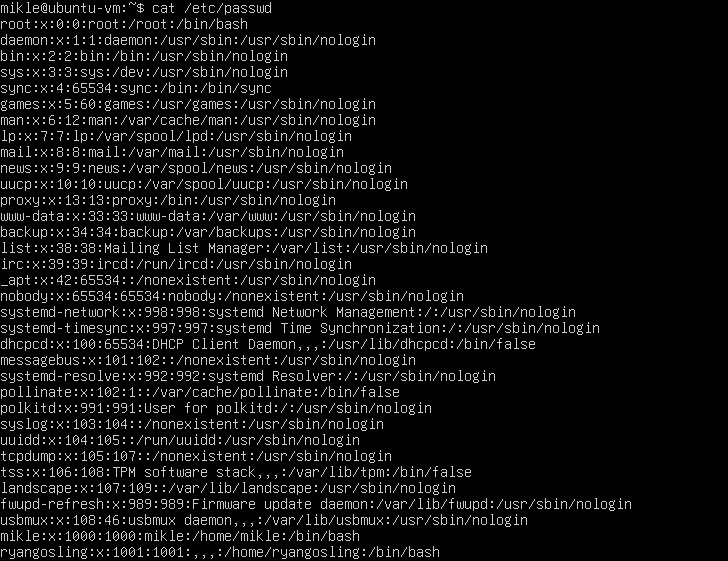 mikle@ubuntu-vm:~$ cat /etc/passwd
root:x:0:0:root:/root:/bin/bash
daemon:x:1:1:daemon:/usr/sbin:/usr/sbin/nologin
bin:x:2:2:bin:/bin:/usr/sbin/nologin
sys:x:3:3:sys:/dev:/usr/sbin/nologin
sync:x:4:65534:sync:/bin:/bin/sync
games:x:5:60:games:/usr/games:/usr/sbin/nologin
man:x:6:12:man:/var/cache/man:/usr/sbin/nologin
lp:x:7:7:lp:/var/spool/lpd:/usr/sbin/nologin
mail:x:8:8:mail:/var/mail:/usr/sbin/nologin
news:x:9:9:news:/var/spool/news:/usr/sbin/nologin
uucp:x:10:10:uucp:/var/spool/uucp:/usr/sbin/nologin
proxy:x:13:13:proxy:/bin:/usr/sbin/nologin
www-data:x:33:33:www-data:/var/www:/usr/sbin/nologin
backup:x:34:34:backup:/var/backups:/usr/sbin/nologin
list:x:38:38:Mailing List Manager:/var/list:/usr/sbin/nologin
irc:x:39:39:ircd:/run/ircd:/usr/sbin/nologin
_apt:x:42:65534::/nonexistent:/usr/sbin/nologin
nobody:x:65534:65534:nobody:/nonexistent:/usr/sbin/nologin
systemd-network:x:998:998:systemd Network Management:/:/usr/sbin/nologin
systemd-timesync:x:997:997:systemd Time Synchronization:/:/usr/sbin/nologin
dhcpcd:x:100:65534:DHCP Client Daemon,,,:/usr/lib/dhcpcd:/bin/false
messagebus:x:101:102::/nonexistent:/usr/sbin/nologin
systemd-resolve:x:992:992:systemd Resolver:/:/usr/sbin/nologin
pollinate:x:102:1::/var/cache/pollinate:/bin/false
polkitd:x:991:991:User for polkitd:/:/usr/sbin/nologin
syslog:x:103:104::/nonexistent:/usr/sbin/nologin
uuidd:x:104:105::/run/uuidd:/usr/sbin/nologin
tcpdump:x:105:107::/nonexistent:/usr/sbin/nologin
tss:x:106:108:TPM software stack,,,:/var/lib/tpm:/bin/false
landscape:x:107:109::/var/lib/landscape:/usr/sbin/nologin
fwupd-refresh:x:989:989:Firmware update daemon:/var/lib/fwupd:/usr/sbin/nologin
usbmux:x:108:46:usbmux daemon,,,:/var/lib/usbmux:/usr/sbin/nologin
mikle:x:1000:1000:mikle:/home/mikle:/bin/bash
ryangosling:x:1001:1001:,,,:/home/ryangosling:/bin/bash